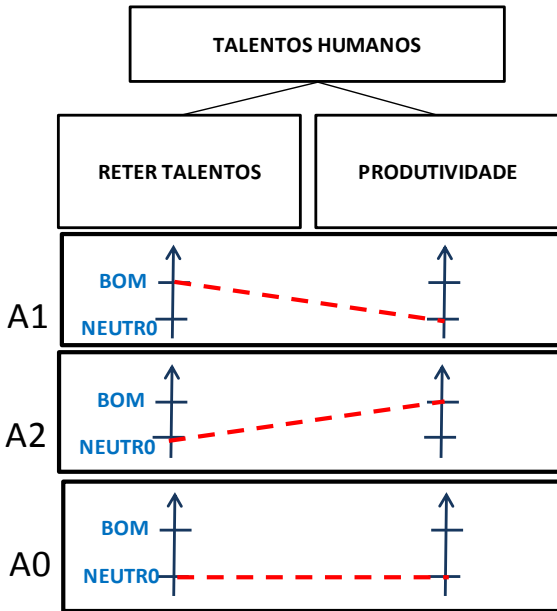 TALENTOS HUMANOS
RETER TALENTOS
PRODUTIVIDADE
A1
BOM
NEUTR0
A2
BOM
NEUTR0
A0
BOM
NEUTR0